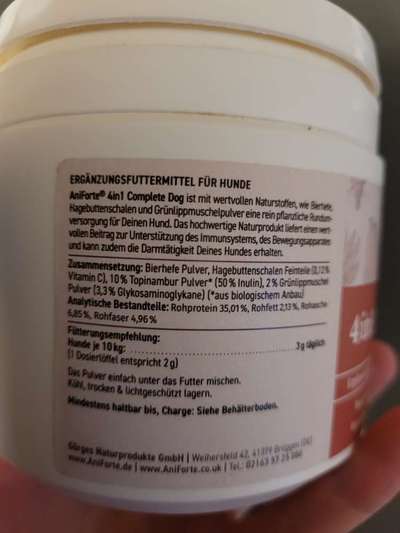 ERGÄNZUNGSFUTTERMITTEL FÜR HUNDE
AniForte® 4in1 Complete Dog ist mit wertvollen Naturstoffen, wie Bierhefe,
Hagebuttenschalen und Grünlippmuschelpulver eine rein pflanzliche Rundum-
versorgung für Deinen Hund. Das hochwertige Naturprodukt liefert einen wert-
vollen Beitrag zur Unterstützung des Immunsystems, des Bewegungsapparates
und kann zudem die Darmtätigkeit Deines Hundes erhalten.
Zusammensetzung: Bierhefe Pulver, Hagebuttenschalen Feinteile (0,12%
Vitamin C), 10% Topinambur Pulver* (50% Inulin), 2% Grünlippmuschel
Pulver (3,3% Glykosaminoglykane) (*aus biologischem Anbau)
Analytische Bestandteile: Rohprotein 35,01%, Rohfett 2,13%, Rohasche
6,85%, Rohfaser 4,96%
Fütterungsempfehlung:
Hunde je 10 kg: 3g täglich
(1 Dosierlöffel entspricht 2 g)
Das Pulver einfach unter das Futter mischen.
Kühl, trocken & lichtgeschützt lagern.
Mindestens haltbar bis, Charge: Siehe Behälterboden.
Görges Naturprodukte GmbH | Weihersfeld 42, 41379 Brüggen (DE)
www.AniForte.de | www.AniForte.co.uk | Tel.: 02163 57 25 500